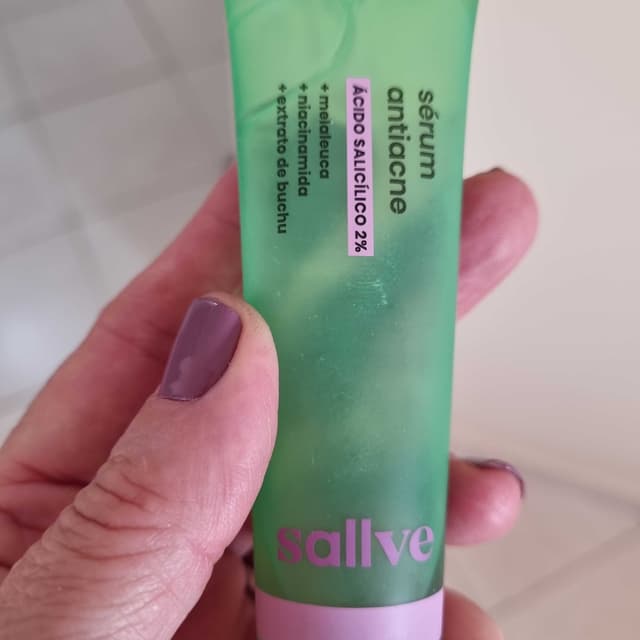 sérum
antiacne
ÁCIDO SALICÍLICO 2%
+ melaleuca
+ niacinamida
+ extrato de buchu
sallve